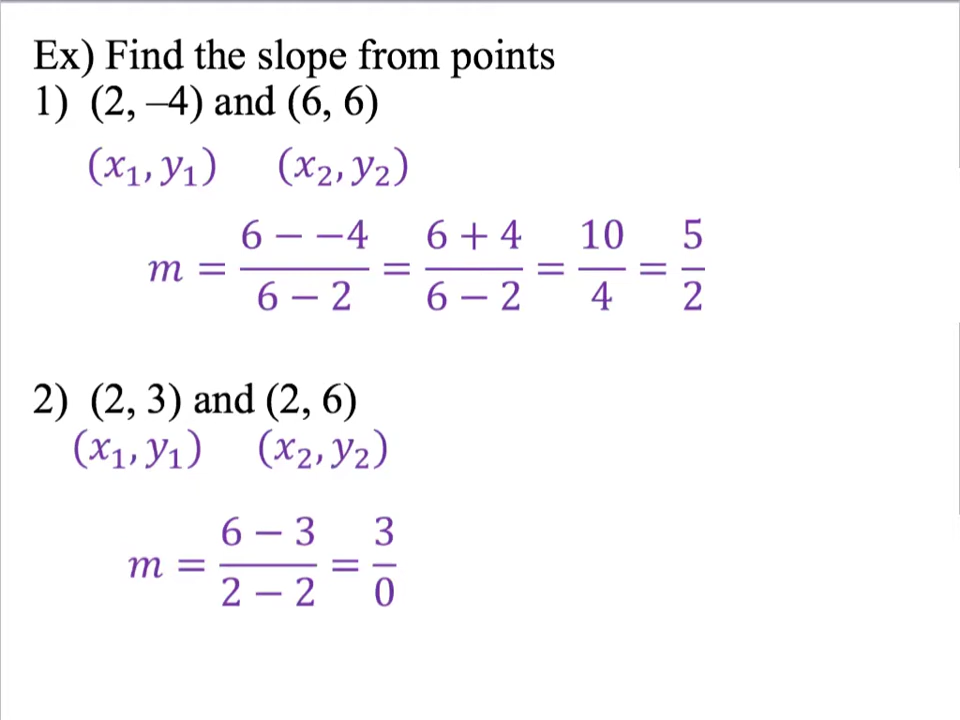 Ex) Find the slope from points
1) (2, –4) and (6, 6)
(x₁, y₁) (x₂, y₂)
m = (6 − −4)/(6 − 2) = (6 + 4)/(6 − 2) = 10/4 = 5/2
2) (2, 3) and (2, 6)
(x₁, y₁) (x₂, y₂)
m = (6 − 3)/(2 − 2) = 3/0